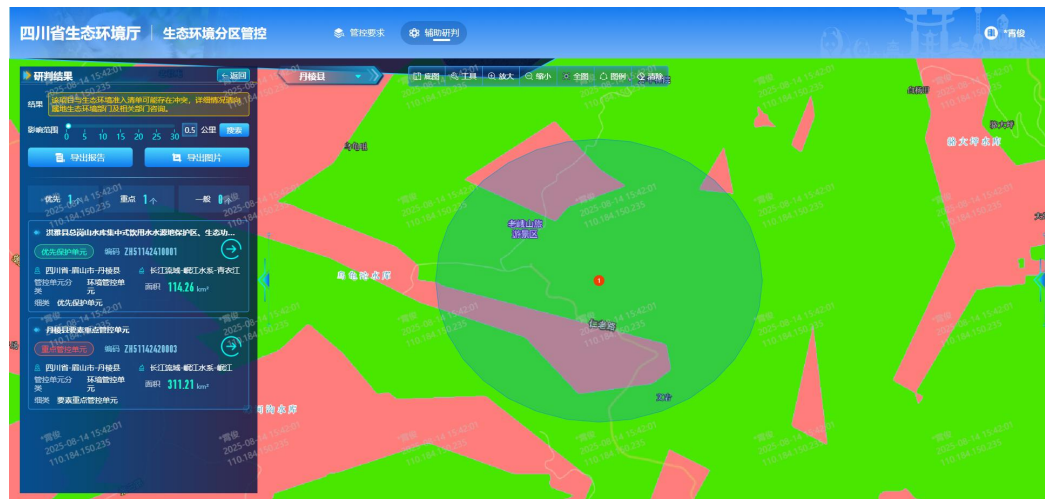 四川省生态环境厅 | 生态环境分区管控
管控要求
辅助研判
*青俊
研判结果
返回
结果
该项目与生态环境准入清单可能存在冲突，详细情况请向
属地生态环境部门及相关部门咨询。
影响范围
0 5 10 15 20 25 30
0.5 公里 搜索
导出报告
导出图片
优先 1个 重点 1个 一般 0个
洪雅县总岗山水库集中式饮用水水源地保护区、生态功...
优先保护单元 编码 ZH51142410001
四川省-眉山市-丹棱县 长江流域-岷江水系-青衣江
管控单元分类 环境管控单元 面积 114.26 km²
细类 优先保护单元
丹棱县要素重点管控单元
重点管控单元 编码 ZH51142420003
四川省-眉山市-丹棱县 长江流域-岷江水系-岷江
管控单元分类 环境管控单元 面积 311.21 km²
细类 要素重点管控单元
丹棱县
底图 工具 放大 缩小 全图 图例 清除
老峨山旅
游景区
1
*青俊
2025-08-14 15:42:01
110.184.150.235